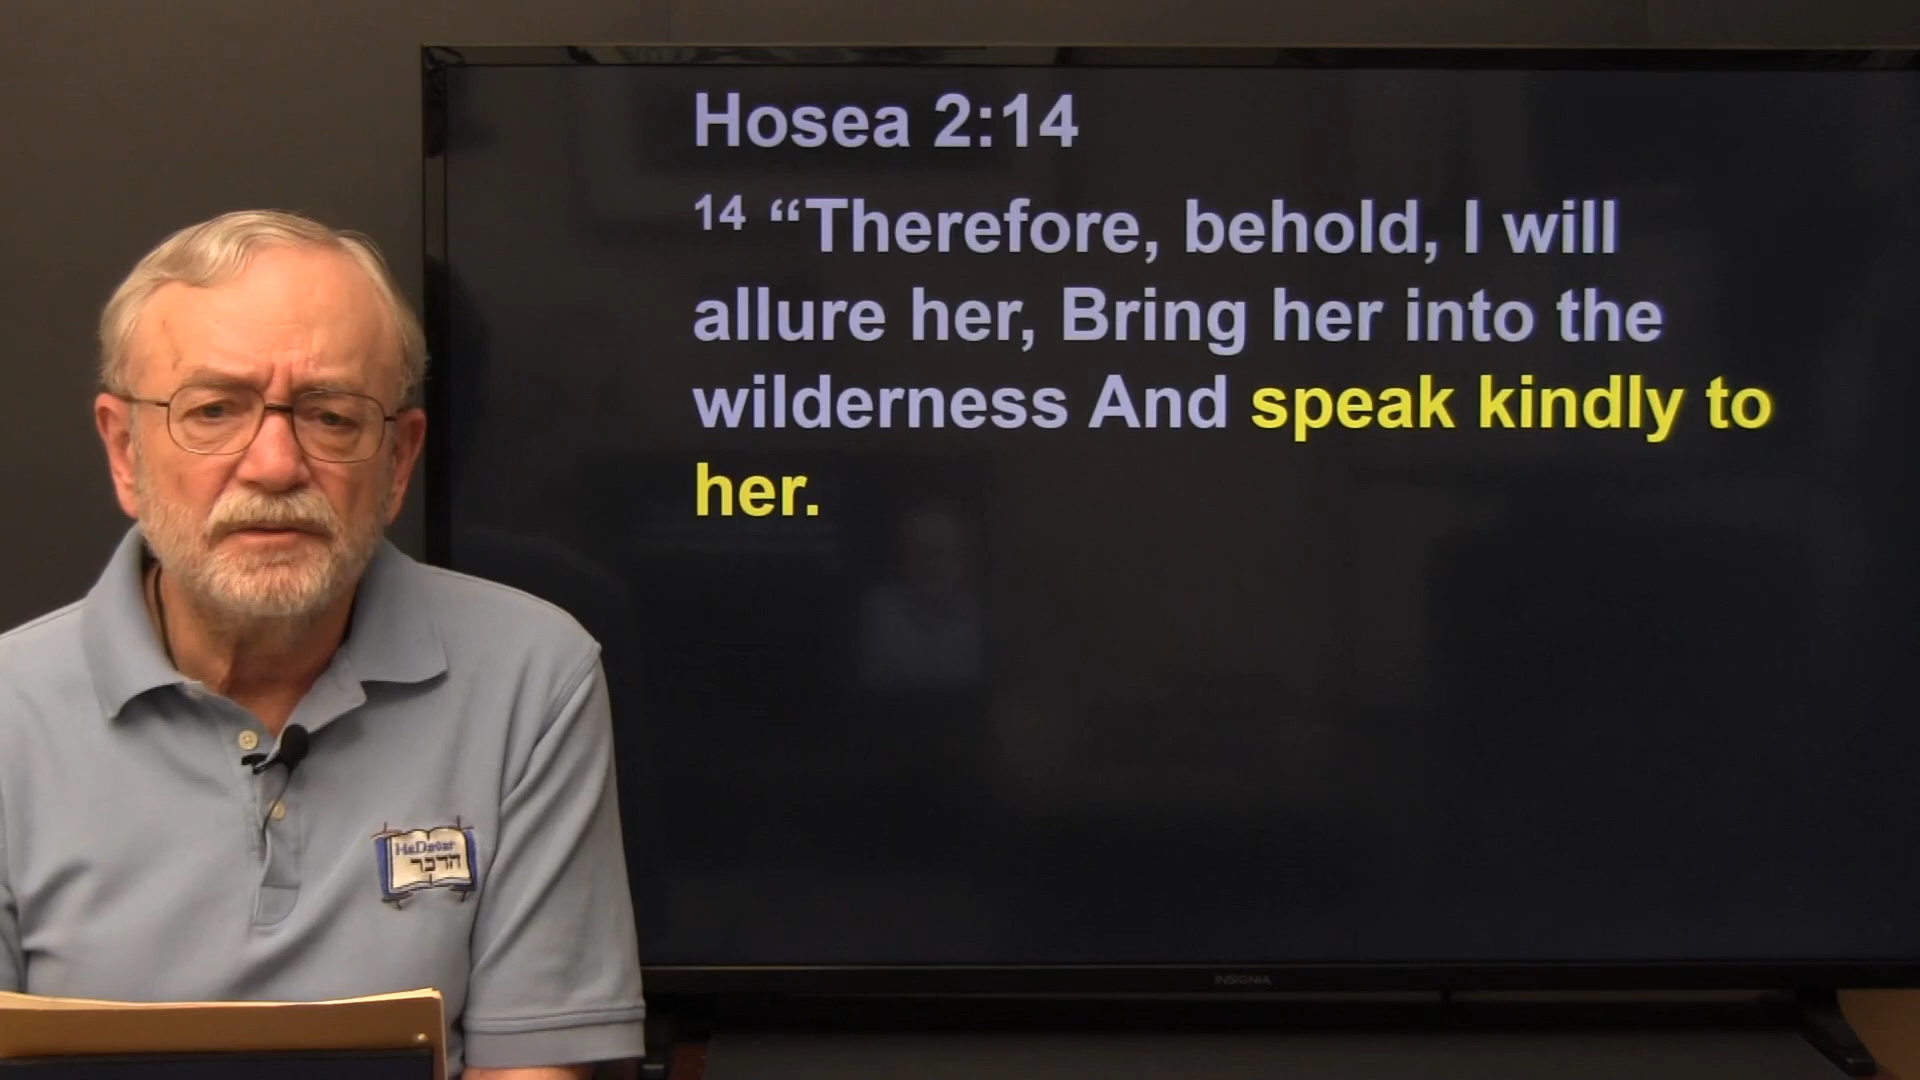 Hosea 2:14
14 “Therefore, behold, I will
allure her, Bring her into the
wilderness And speak kindly to
her.
HaDavar
הדבר
INSIGNIA